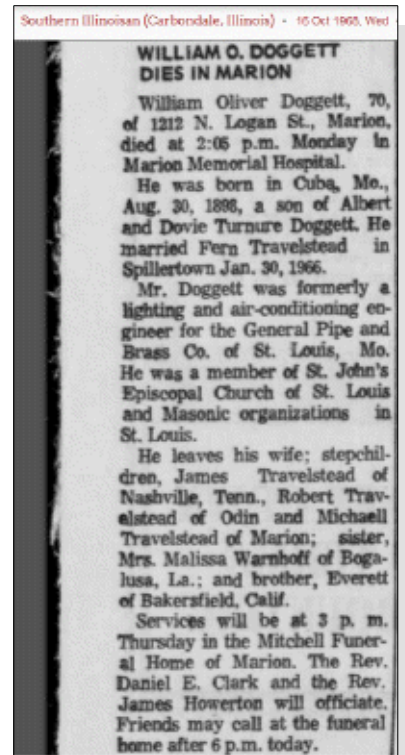 Southern Illinoisan (Carbondale, Illinois) - 16 Oct 1968, Wed
WILLIAM O. DOGGETT
DIES IN MARION
William Oliver Doggett, 70,
of 1212 N. Logan St., Marion,
died at 2:05 p.m. Monday in
Marion Memorial Hospital.
He was born in Cuba, Mo.,
Aug. 30, 1898, a son of Albert
and Dovie Turnure Doggett. He
married Fern Travelstead in
Spillertown Jan. 30, 1966.
Mr. Doggett was formerly a
lighting and air-conditioning en-
gineer for the General Pipe and
Brass Co. of St. Louis, Mo.
He was a member of St. John's
Episcopal Church of St. Louis
and Masonic organizations in
St. Louis.
He leaves his wife; stepchil-
dren, James Travelstead of
Nashville, Tenn., Robert Trav-
elstead of Odin and Michaell
Travelstead of Marion; sister,
Mrs. Malissa Warnhoff of Boga-
lusa, La.; and brother, Everett
of Bakersfield, Calif.
Services will be at 3 p. m.
Thursday in the Mitchell Funer-
al Home of Marion. The Rev.
Daniel E. Clark and the Rev.
James Howerton will officiate.
Friends may call at the funeral
home after 6 p.m. today.